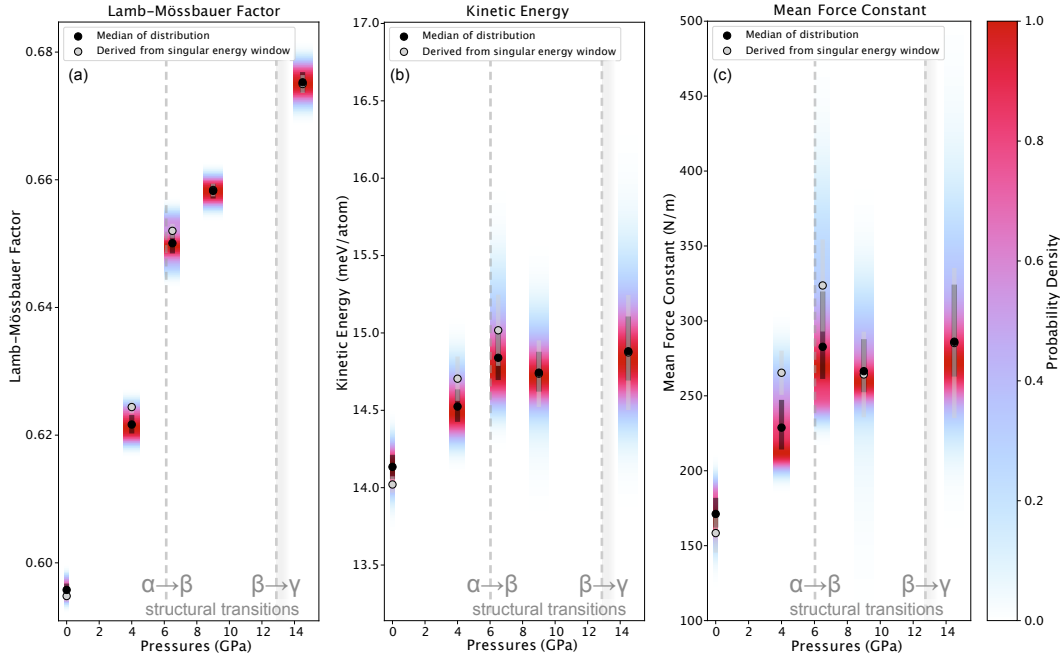 Lamb-Mössbauer Factor
Median of distribution
Derived from singular energy window
(a)
Lamb-Mössbauer Factor
0.68
0.66
0.64
0.62
0.60
α→β
β→γ
structural transitions
0 2 4 6 8 10 12 14
Pressures (GPa)
Kinetic Energy
Median of distribution
Derived from singular energy window
(b)
Kinetic Energy (meV/atom)
17.0
16.5
16.0
15.5
15.0
14.5
14.0
13.5
α→β
β→γ
structural transitions
0 2 4 6 8 10 12 14
Pressures (GPa)
Mean Force Constant
Median of distribution
Derived from singular energy window
(c)
Mean Force Constant (N/m)
500
450
400
350
300
250
200
150
100
α→β
β→γ
structural transitions
0 2 4 6 8 10 12 14
Pressures (GPa)
1.0
0.8
0.6
0.4
0.2
0.0
Probability Density